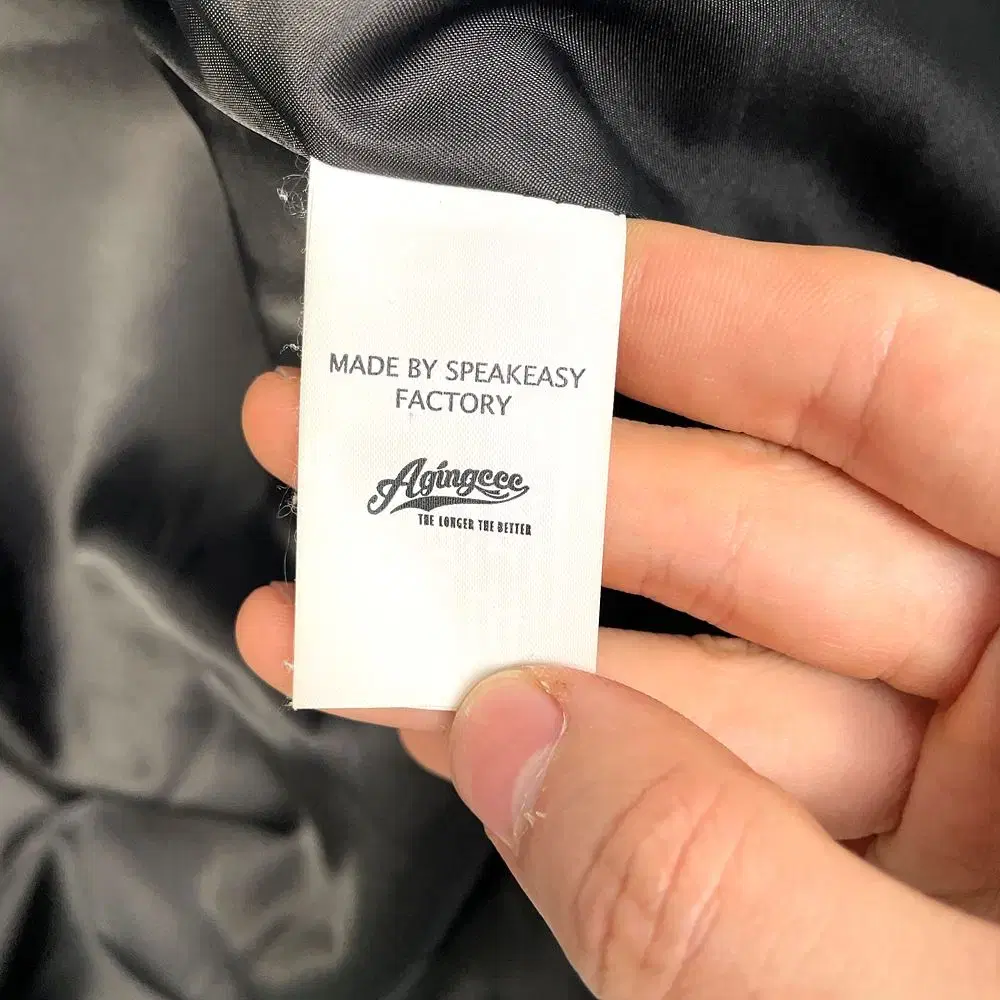 MADE BY SPEAKEASY
FACTORY
Agingccc
THE LONGER THE BETTER